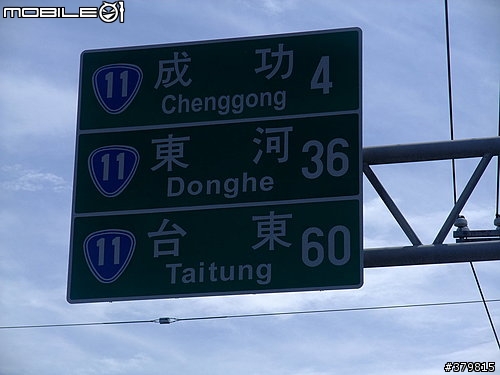 MOBILE01
11 成功 4
Chenggong
11 東河 36
Donghe
11 台東 60
Taitung
#379815